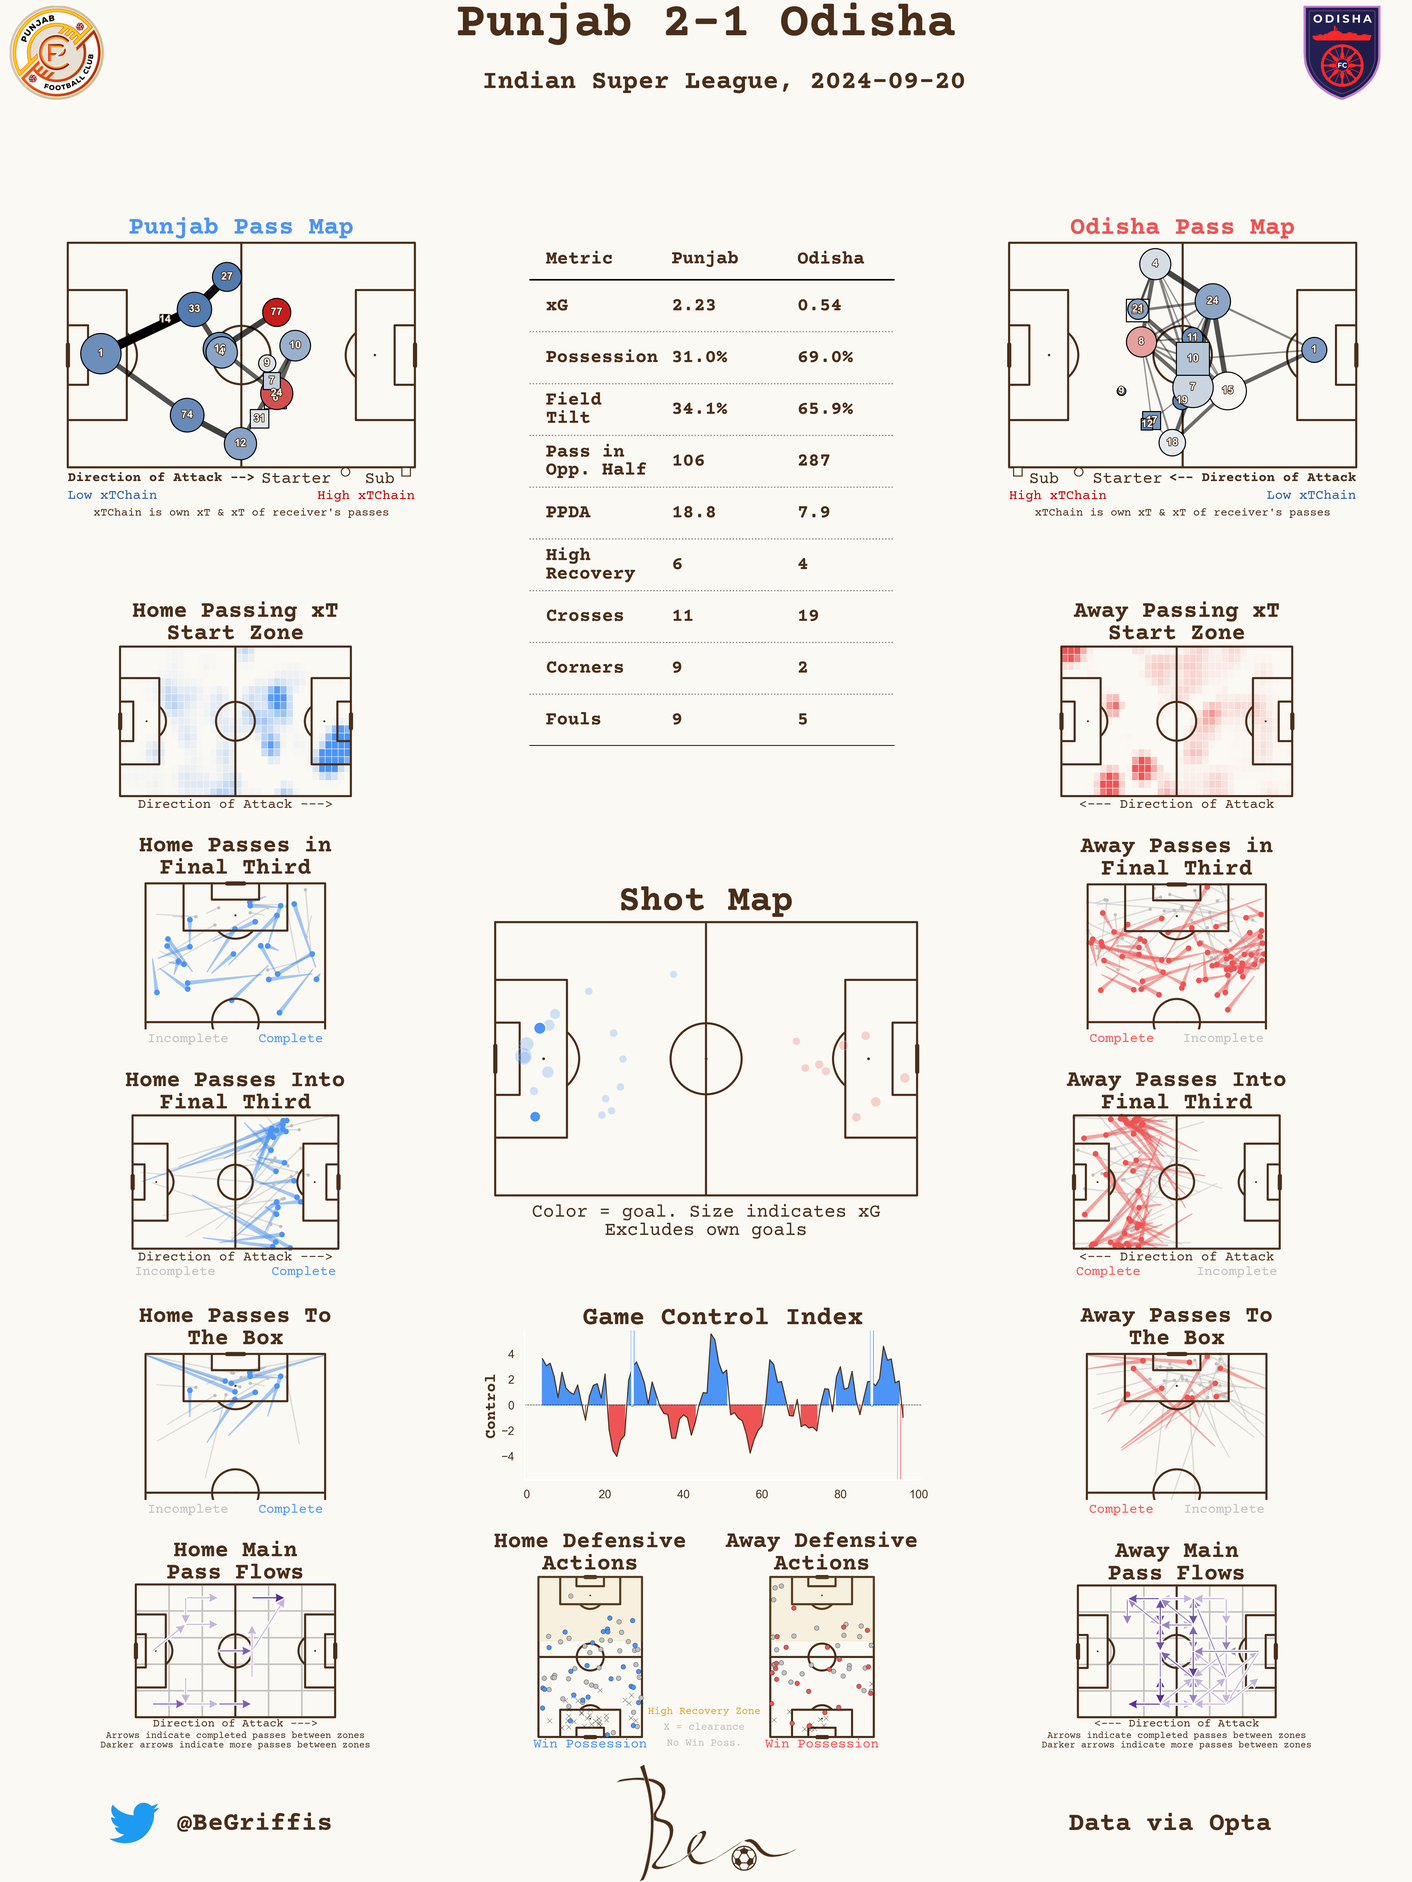 Punjab 2-1 Odisha
Indian Super League, 2024-09-20
PUNJAB
FOOTBALL CLUB
ODISHA
FC
Punjab Pass Map
27
33
77
14
1
16
4
10
9
7
24
31
74
12
Direction of Attack --> Starter Sub
Low xTChain High xTChain
xTChain is own xT & xT of receiver's passes
Metric Punjab Odisha
xG 2.23 0.54
Possession 31.0% 69.0%
Field
Tilt 34.1% 65.9%
Pass in
Opp. Half 106 287
PPDA 18.8 7.9
High
Recovery 6 4
Crosses 11 19
Corners 9 2
Fouls 9 5
Odisha Pass Map
4
24
8
11
10
1
9
7
15
19
12
18
Sub Starter <-- Direction of Attack
High xTChain Low xTChain
xTChain is own xT & xT of receiver's passes
Home Passing xT
Start Zone
Direction of Attack --->
Away Passing xT
Start Zone
<--- Direction of Attack
Home Passes in
Final Third
Incomplete Complete
Away Passes in
Final Third
Complete Incomplete
Shot Map
Color = goal. Size indicates xG
Excludes own goals
Home Passes Into
Final Third
Direction of Attack --->
Incomplete Complete
Away Passes Into
Final Third
<--- Direction of Attack
Complete Incomplete
Home Passes To
The Box
Incomplete Complete
Game Control Index
Control
4
2
0
−2
−4
0 20 40 60 80 100
Away Passes To
The Box
Complete Incomplete
Home Main
Pass Flows
Direction of Attack --->
Arrows indicate completed passes between zones
Darker arrows indicate more passes between zones
Home Defensive
Actions
Win Possession
Away Defensive
Actions
Win Possession
High Recovery Zone
X = clearance
No Win Poss.
Away Main
Pass Flows
<--- Direction of Attack
Arrows indicate completed passes between zones
Darker arrows indicate more passes between zones
@BeGriffis
Ben
Data via Opta